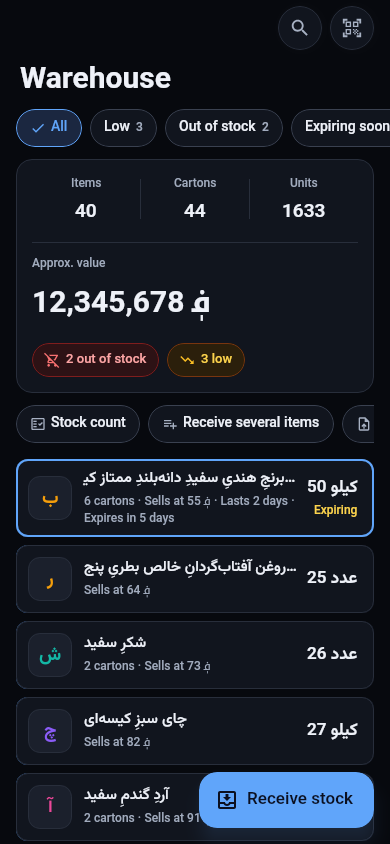 Warehouse
All
Low 3
Out of stock 2
Expiring soon
Items
Cartons
Units
40
44
1633
Approx. value
12,345,678 ؋
2 out of stock
3 low
Stock count
Receive several items
ب
برنجِ هندیِ سفیدِ دانه‌بلندِ ممتازِ کی…
6 cartons · Sells at 55 ؋ · Lasts 2 days ·
Expires in 5 days
50 کیلو
Expiring
ر
روغن آفتاب‌گردانِ خالص بطریِ پنج…
Sells at 64 ؋
25 عدد
ش
شکرِ سفید
2 cartons · Sells at 73 ؋
26 عدد
چ
چای سبزِ کیسه‌ای
Sells at 82 ؋
27 کیلو
آ
آردِ گندمِ سفید
2 cartons · Sells at 91
Receive stock